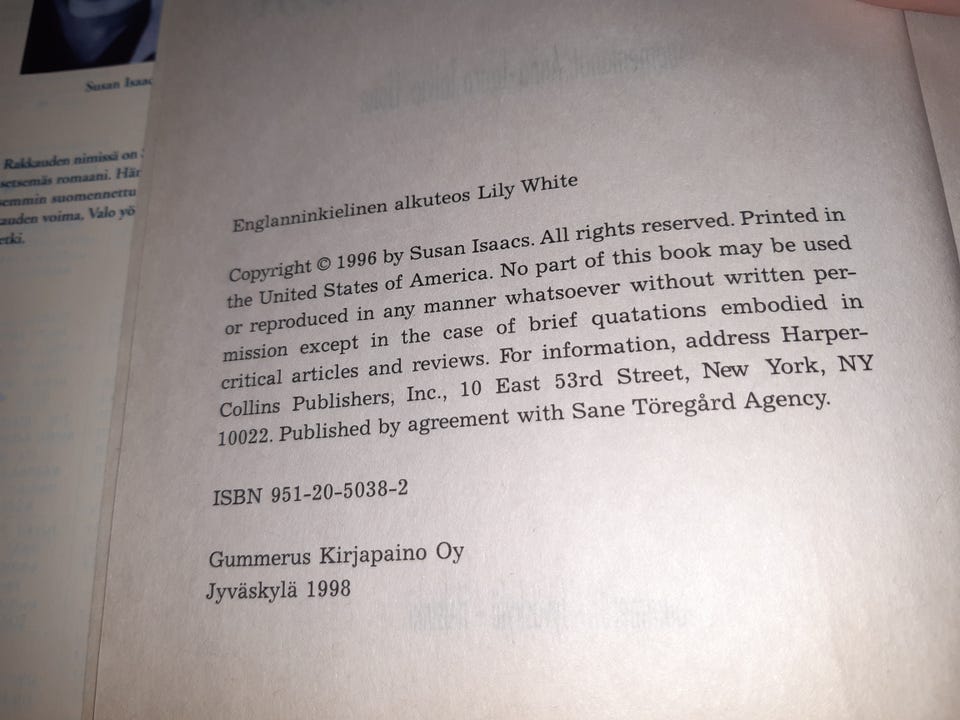 Susan Isaac
Rakkauden nimissä on
setsemäs romaani. Hän
semmin suomennettu
auden voima, Valo yö
etki.
Englanninkielinen alkuteos Lily White
Copyright © 1996 by Susan Isaacs. All rights reserved. Printed in
the United States of America. No part of this book may be used
or reproduced in any manner whatsoever without written per-
mission except in the case of brief quatations embodied in
critical articles and reviews. For information, address Harper-
Collins Publishers, Inc., 10 East 53rd Street, New York, NY
10022. Published by agreement with Sane Töregård Agency.
ISBN 951-20-5038-2
Gummerus Kirjapaino Oy
Jyväskylä 1998